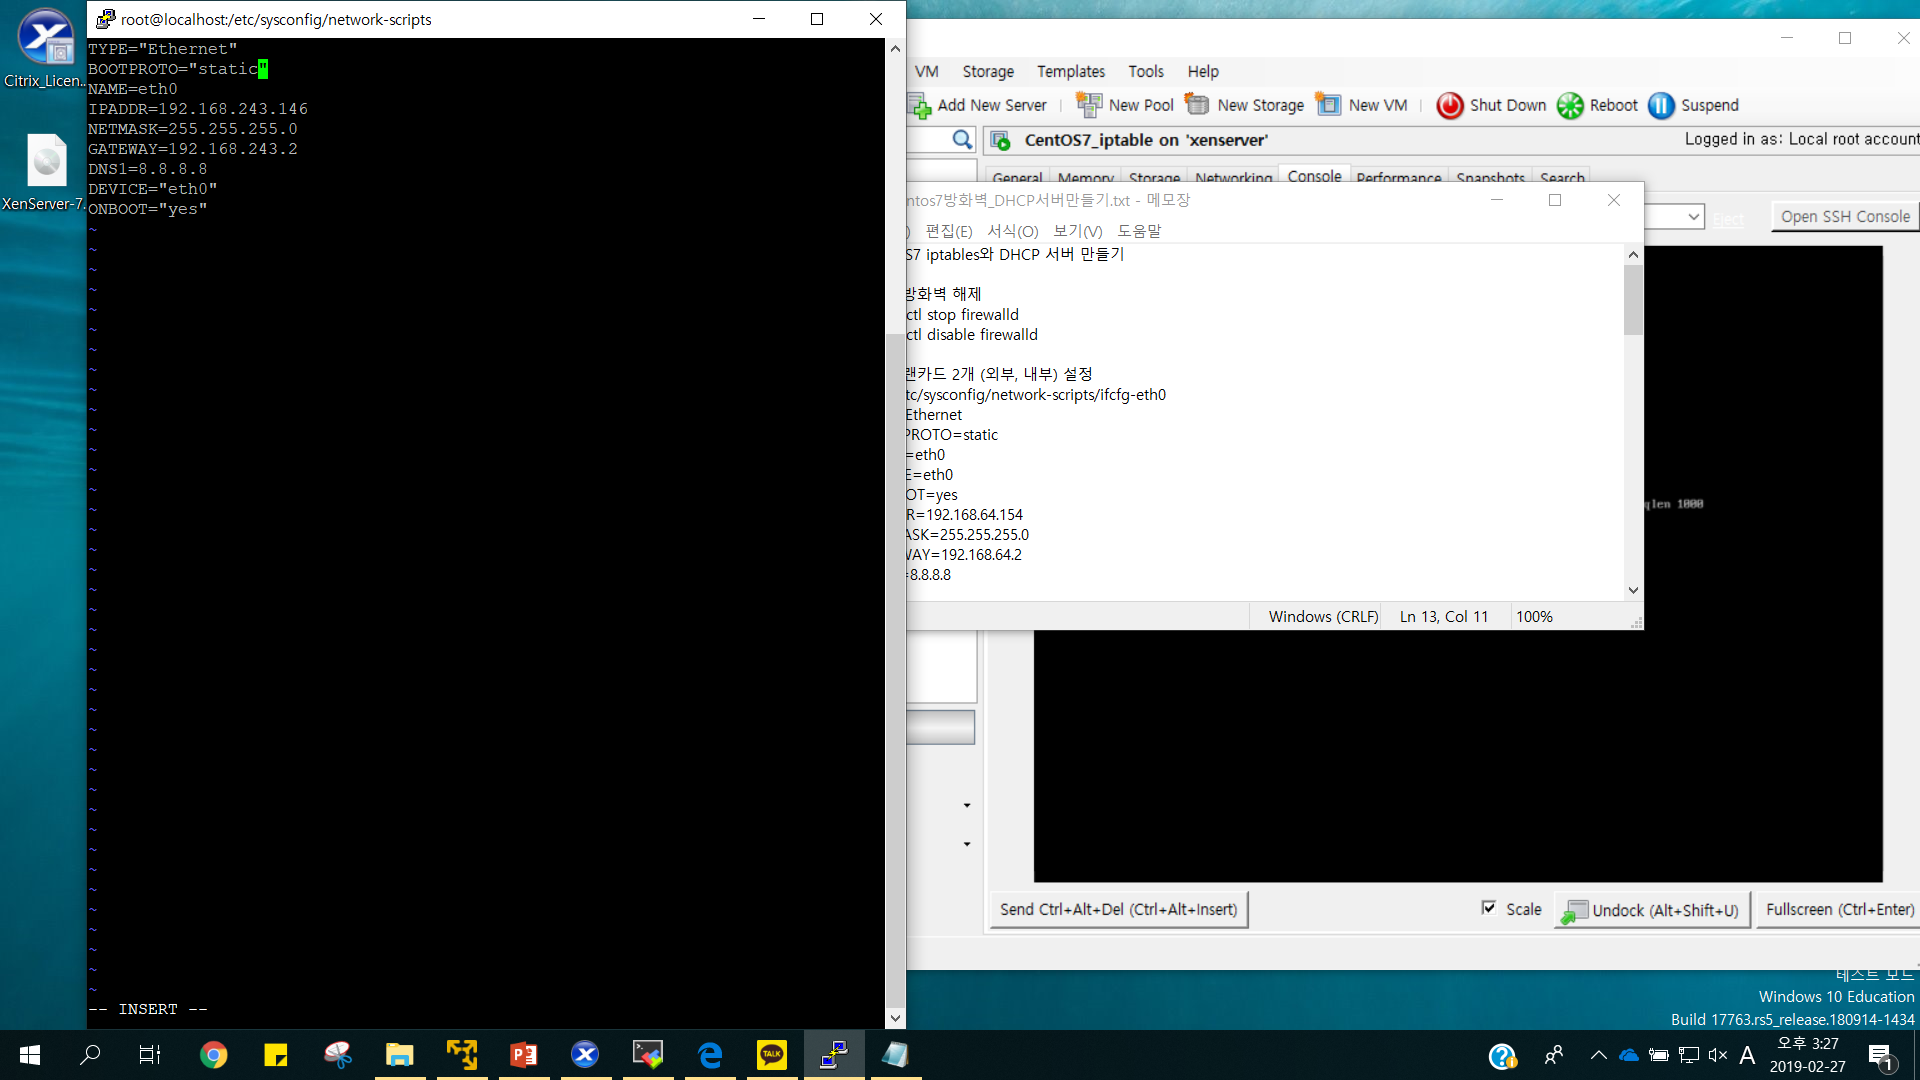 Citrix_Licen...
XenServer-7...
root@localhost:/etc/sysconfig/network-scripts
TYPE="Ethernet"
BOOTPROTO="static"
NAME=eth0
IPADDR=192.168.243.146
NETMASK=255.255.255.0
GATEWAY=192.168.243.2
DNS1=8.8.8.8
DEVICE="eth0"
ONBOOT="yes"
-- INSERT --
VM Storage Templates Tools Help
Add New Server New Pool New Storage New VM Shut Down Reboot Suspend
CentOS7_iptable on 'xenserver' Logged in as: Local root account
General Memory Storage Networking Console Performance Snapshots Search
Eject Open SSH Console
ntos7방화벽_DHCP서버만들기.txt - 메모장
) 편집(E) 서식(O) 보기(V) 도움말
S7 iptables와 DHCP 서버 만들기
방화벽 해제
ctl stop firewalld
ctl disable firewalld
랜카드 2개 (외부, 내부) 설정
tc/sysconfig/network-scripts/ifcfg-eth0
Ethernet
PROTO=static
=eth0
E=eth0
OT=yes
R=192.168.64.154
ASK=255.255.255.0
WAY=192.168.64.2
=8.8.8.8
Windows (CRLF) Ln 13, Col 11 100%
qlen 1000
Send Ctrl+Alt+Del (Ctrl+Alt+Insert) Scale Undock (Alt+Shift+U) Fullscreen (Ctrl+Enter)
테스트 모드
Windows 10 Education
Build 17763.rs5_release.180914-1434
TALK
A
오후 3:27
2019-02-27
1